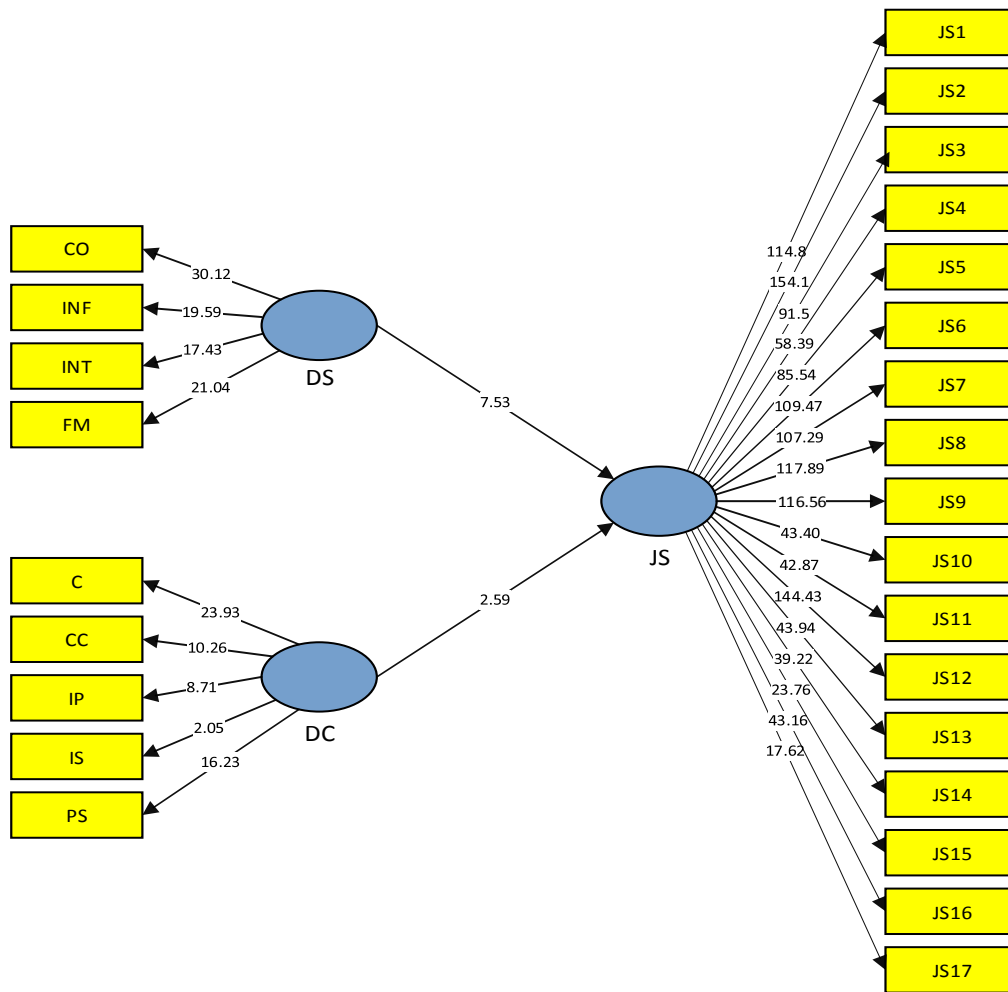 CO
INF
INT
FM
30.12
19.59
17.43
21.04
DS
7.53
C
CC
IP
IS
PS
23.93
10.26
8.71
2.05
16.23
DC
2.59
JS
114.8
154.1
91.5
58.39
85.54
109.47
107.29
117.89
116.56
43.40
42.87
144.43
43.94
39.22
23.76
43.16
17.62
JS1
JS2
JS3
JS4
JS5
JS6
JS7
JS8
JS9
JS10
JS11
JS12
JS13
JS14
JS15
JS16
JS17